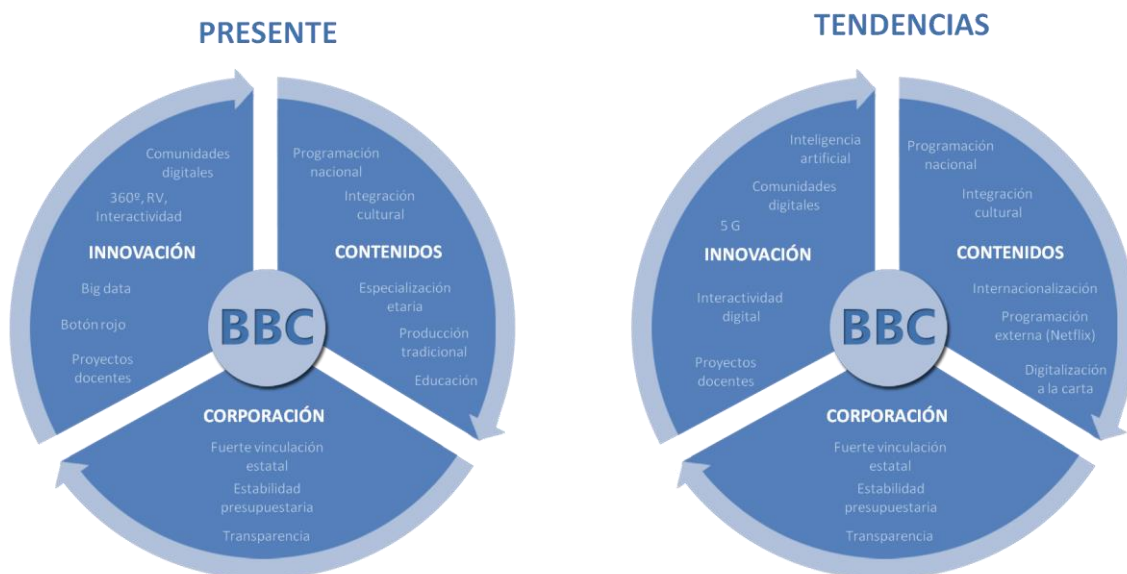 PRESENTE
Comunidades
digitales
360º, RV,
Interactividad
INNOVACIÓN
Big data
Botón rojo
Proyectos
docentes
Programación
nacional
Integración
cultural
CONTENIDOS
Especialización
etaria
Producción
tradicional
Educación
BBC
CORPORACIÓN
Fuerte vinculación
estatal
Estabilidad
presupuestaria
Transparencia
TENDENCIAS
Inteligencia
artificial
Comunidades
digitales
5 G
INNOVACIÓN
Interactividad
digital
Proyectos
docentes
Programación
nacional
Integración
cultural
CONTENIDOS
Internacionalización
Programación
externa (Netflix)
Digitalización
a la carta
BBC
CORPORACIÓN
Fuerte vinculación
estatal
Estabilidad
presupuestaria
Transparencia